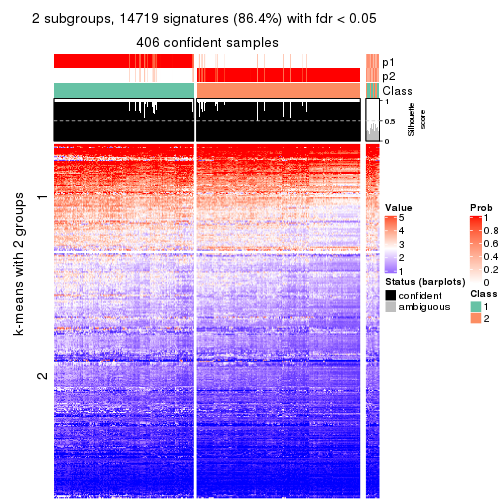 2 subgroups, 14719 signatures (86.4%) with fdr < 0.05
406 confident samples
p1
p2
Class
1
0.5
0
Silhouette
score
k-means with 2 groups
1
2
Value
5
4
3
2
1
Prob
1
0.8
0.6
0.4
0.2
0
Status (barplots)
confident
ambiguous
Class
1
2